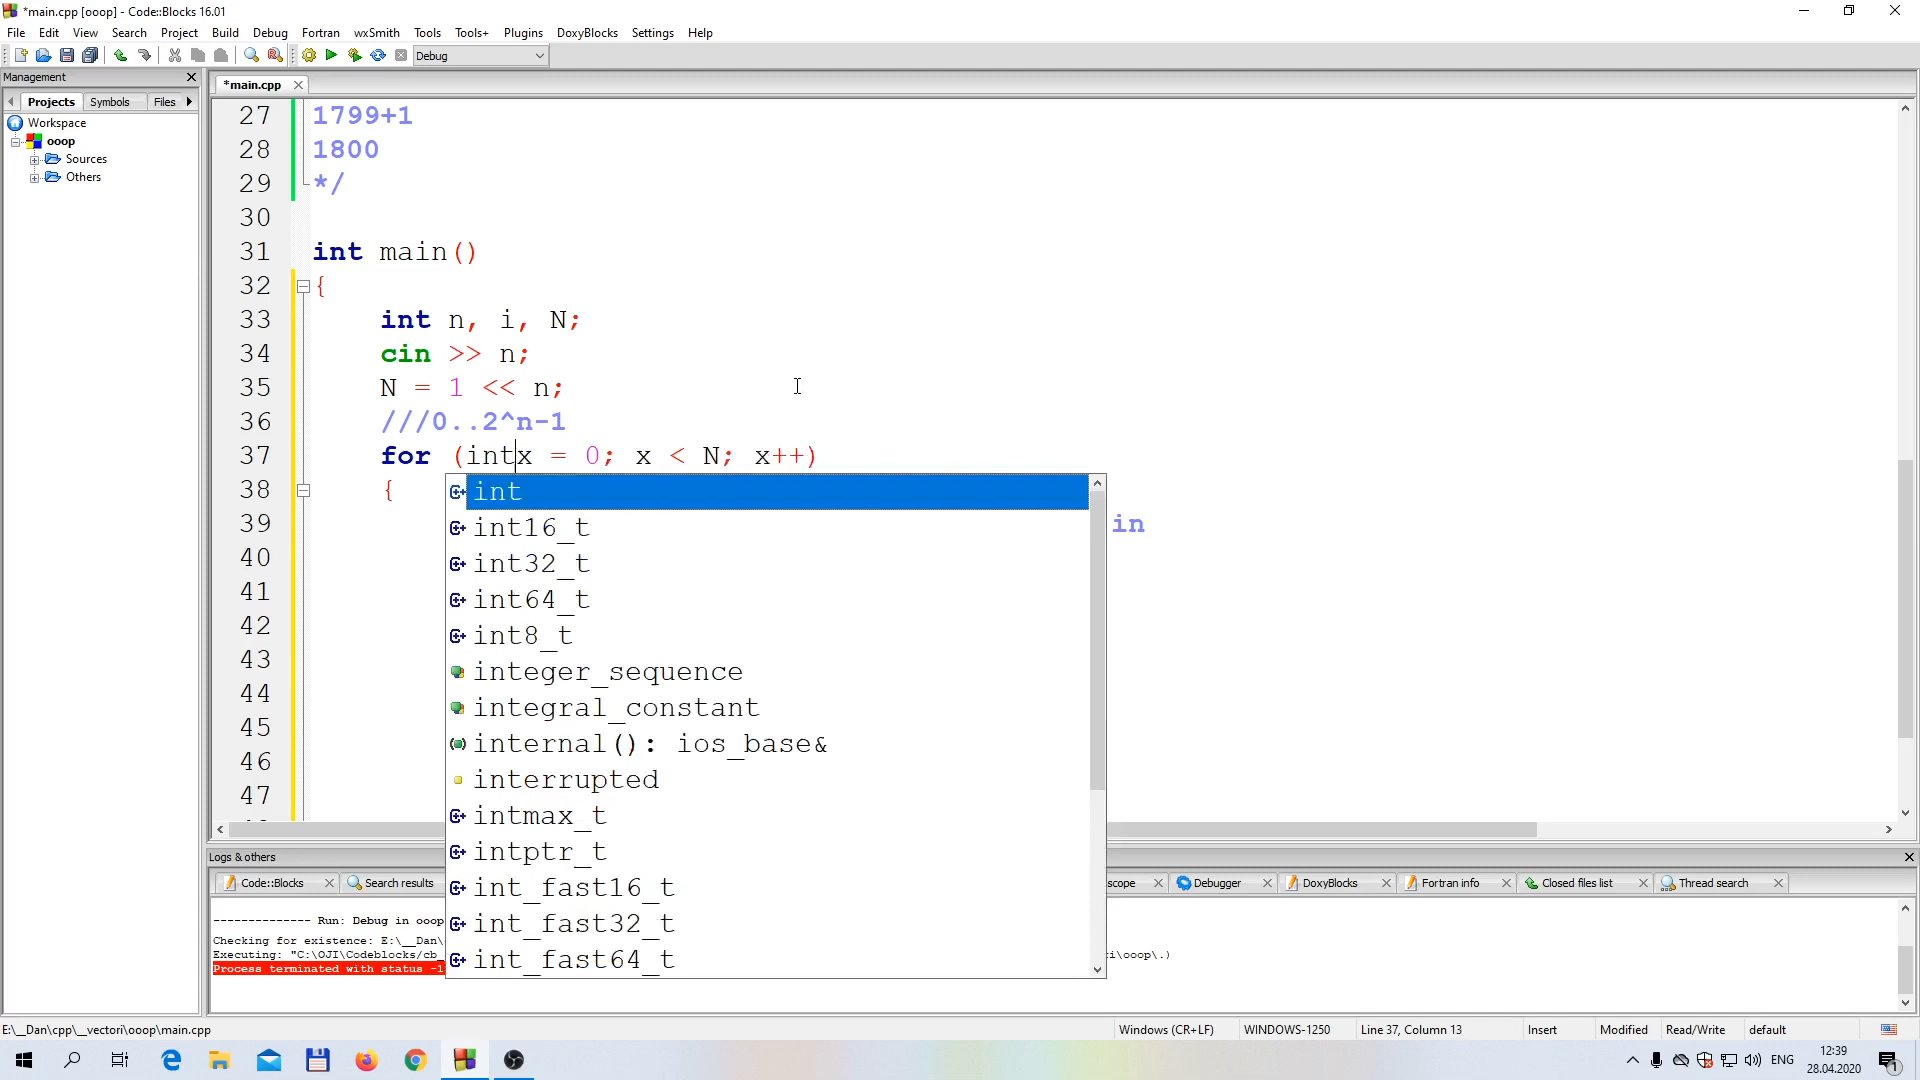 *main.cpp [ooop] - Code::Blocks 16.01
File Edit View Search Project Build Debug Fortran wxSmith Tools Tools+ Plugins DoxyBlocks Settings Help
Debug
Management
*main.cpp
Projects Symbols Files
Workspace
ooop
Sources
Others
27 1799+1
28 1800
29 */
30
31 int main()
32 {
33 int n, i, N;
34 cin >> n;
35 N = 1 << n;
36 ///0..2^n-1
37 for (intx = 0; x < N; x++)
38 {
39 in
40
41
42
43
44
45
46
47
int
int16_t
int32_t
int64_t
int8_t
integer_sequence
integral_constant
internal(): ios_base&
interrupted
intmax_t
intptr_t
int_fast16_t
int_fast32_t
int_fast64_t
Logs & others
Code::Blocks Search results scope Debugger DoxyBlocks Fortran info Closed files list Thread search
-------------- Run: Debug in ooop
Checking for existence: E:\__Dan\
Executing: "C:\OJI\Codeblocks/cb_ i\ooop\.)
Process terminated with status -1
E:\__Dan\cpp\__vectori\ooop\main.cpp Windows (CR+LF) WINDOWS-1250 Line 37, Column 13 Insert Modified Read/Write default
ENG
12:39
28.04.2020
1